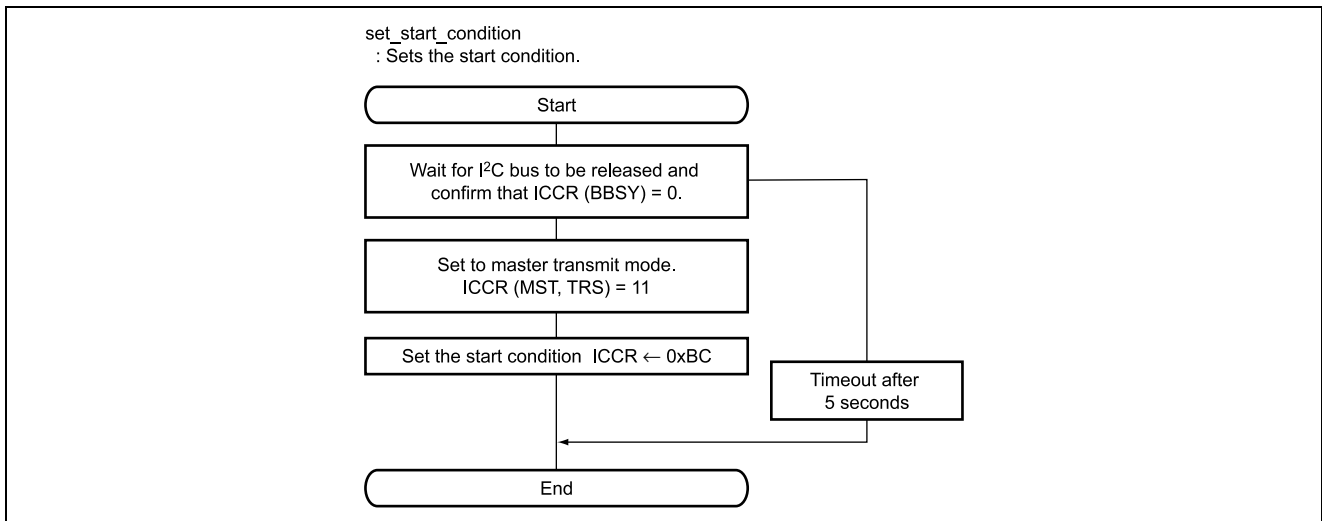 set_start_condition
: Sets the start condition.
Start
Wait for I²C bus to be released and
confirm that ICCR (BBSY) = 0.
Set to master transmit mode.
ICCR (MST, TRS) = 11
Set the start condition ICCR ← 0xBC
Timeout after
5 seconds
End